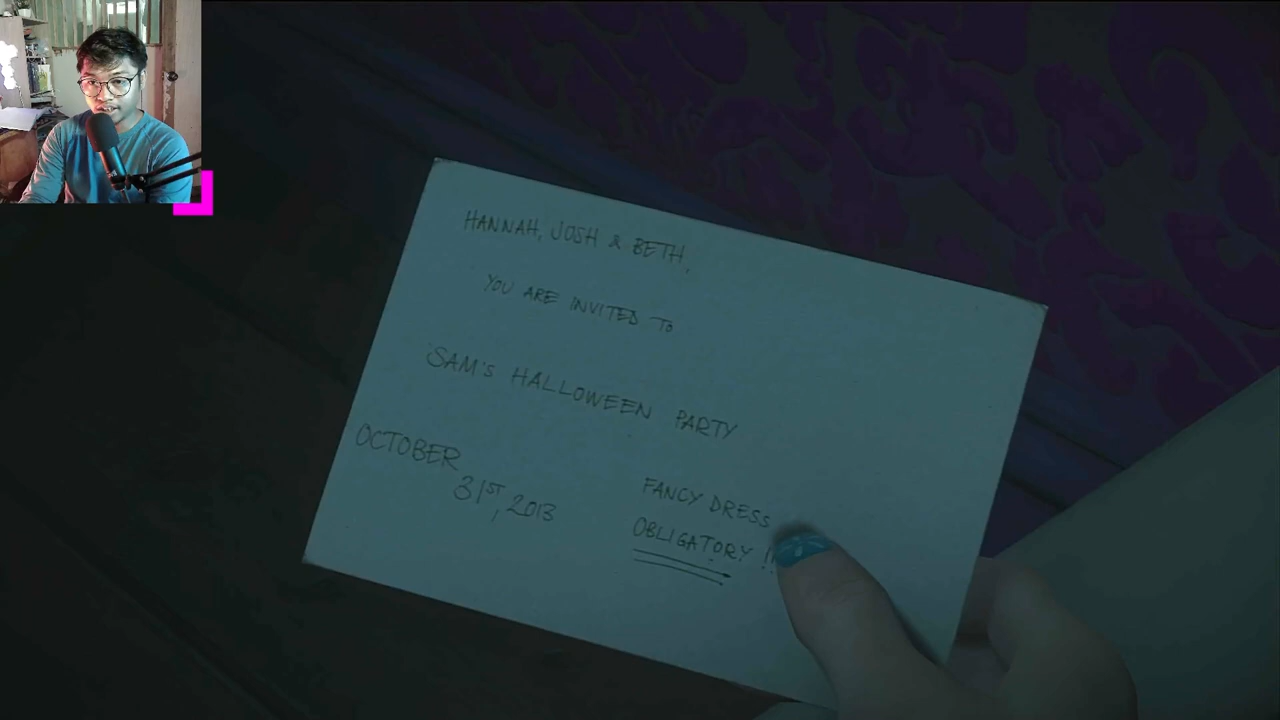 HANNAH, JOSH & BETH,
YOU ARE INVITED TO
SAM'S HALLOWEEN PARTY
OCTOBER
31ST, 2013
FANCY DRESS
OBLIGATORY !!